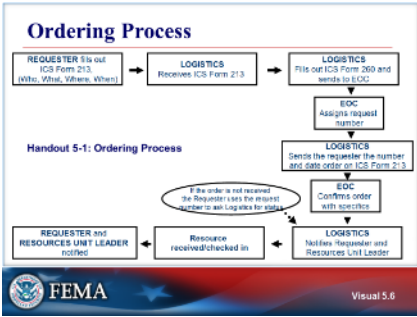 Ordering Process
REQUESTER fills out
ICS Form 213,
(Who, What, Where, When)
LOGISTICS
Receives ICS Form 213
LOGISTICS
Fills out ICS Form 260 and
sends to EOC
EOC
Assigns request
number
Handout 5-1: Ordering Process
LOGISTICS
Sends the requester the number
and date order on ICS Form 213
If the order is not received
the Requester uses the request
number to ask Logistics for status
EOC
Confirms order
with specifics
REQUESTER and
RESOURCES UNIT LEADER
notified
Resource
received/checked in
LOGISTICS
Notifies Requester and
Resources Unit Leader
FEMA
Visual 5.6